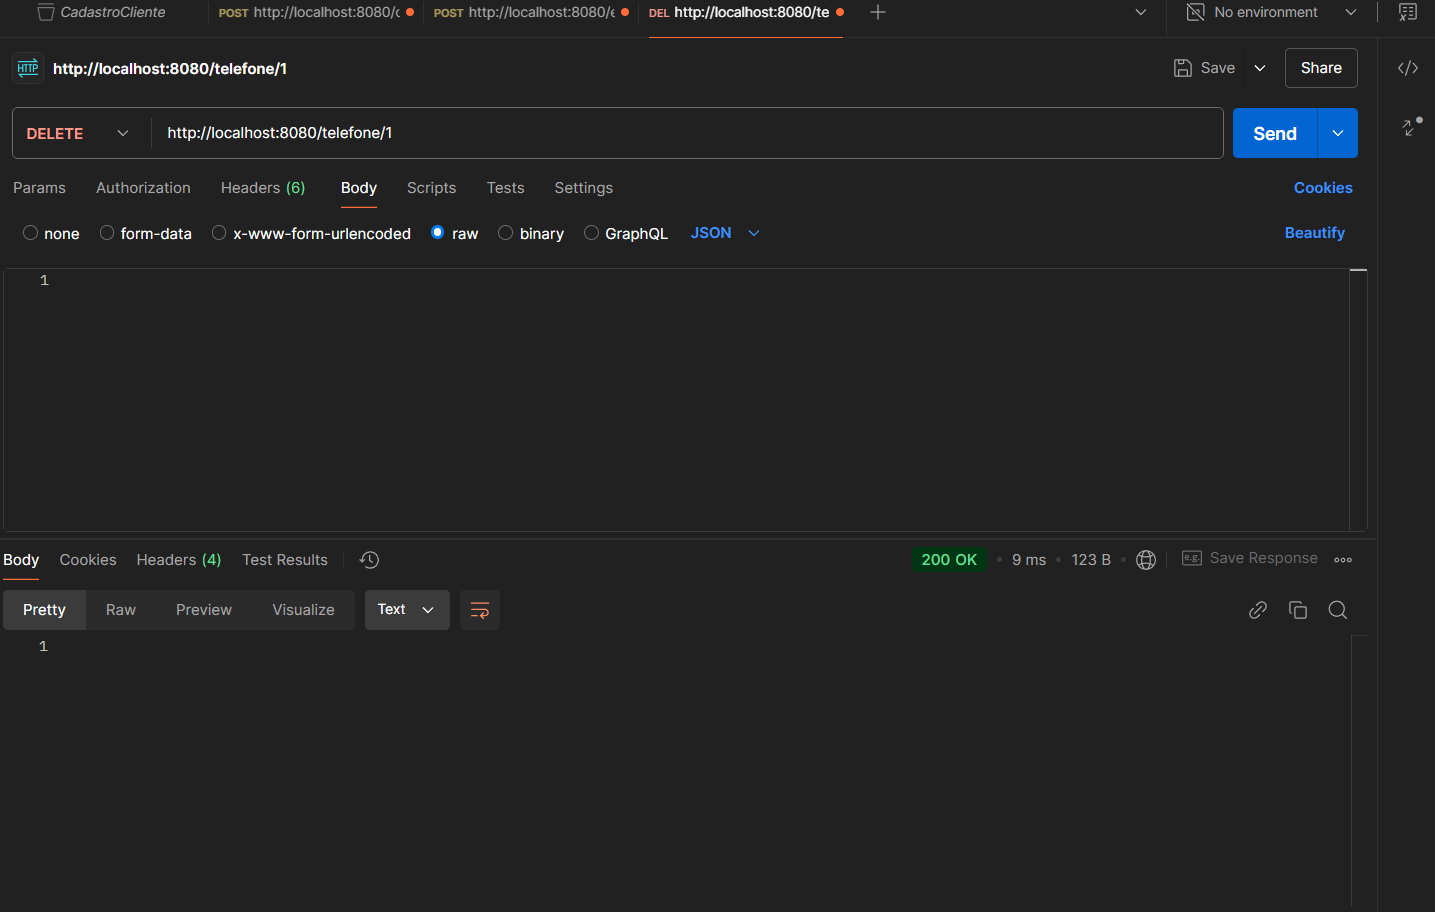 CadastroCliente POST http://localhost:8080/c POST http://localhost:8080/e DEL http://localhost:8080/te No environment
HTTP http://localhost:8080/telefone/1 Save Share
DELETE http://localhost:8080/telefone/1 Send
Params Authorization Headers (6) Body Scripts Tests Settings Cookies
none form-data x-www-form-urlencoded raw binary GraphQL JSON Beautify
1
Body Cookies Headers (4) Test Results 200 OK 9 ms 123 B e.g. Save Response
Pretty Raw Preview Visualize Text
1